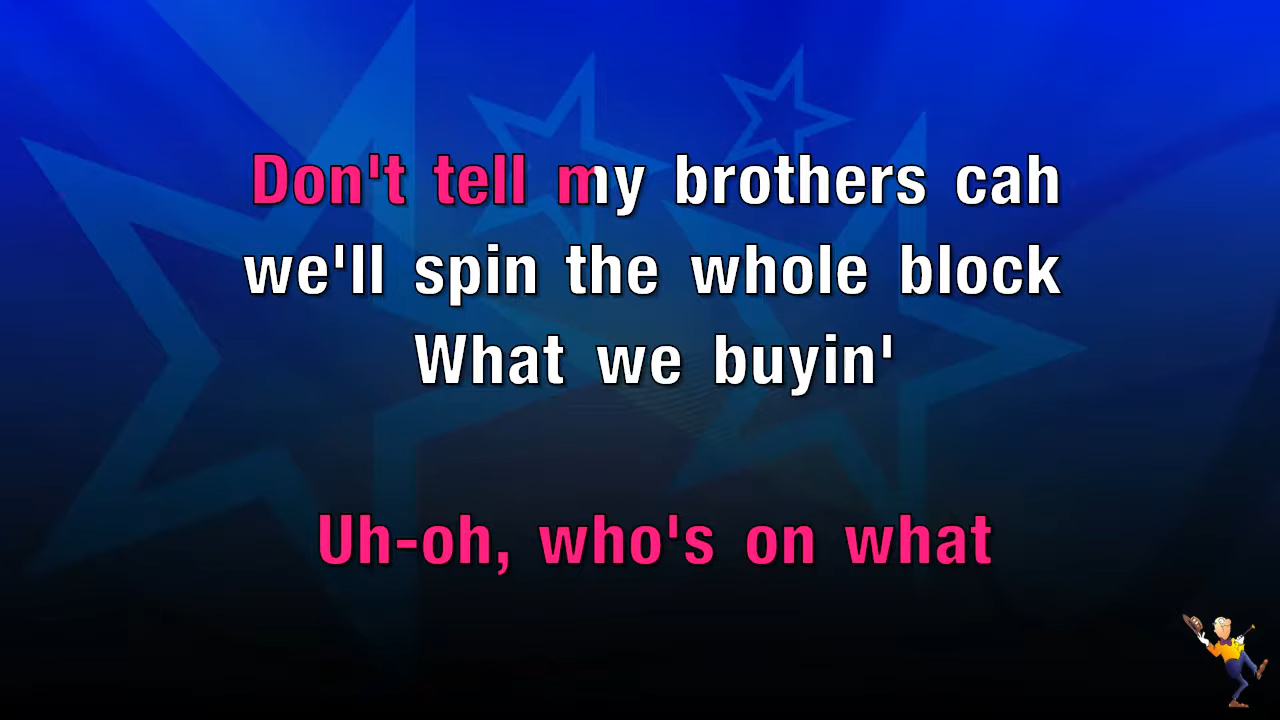 Don't tell my brothers cah
we'll spin the whole block
What we buyin'
Uh-oh, who's on what